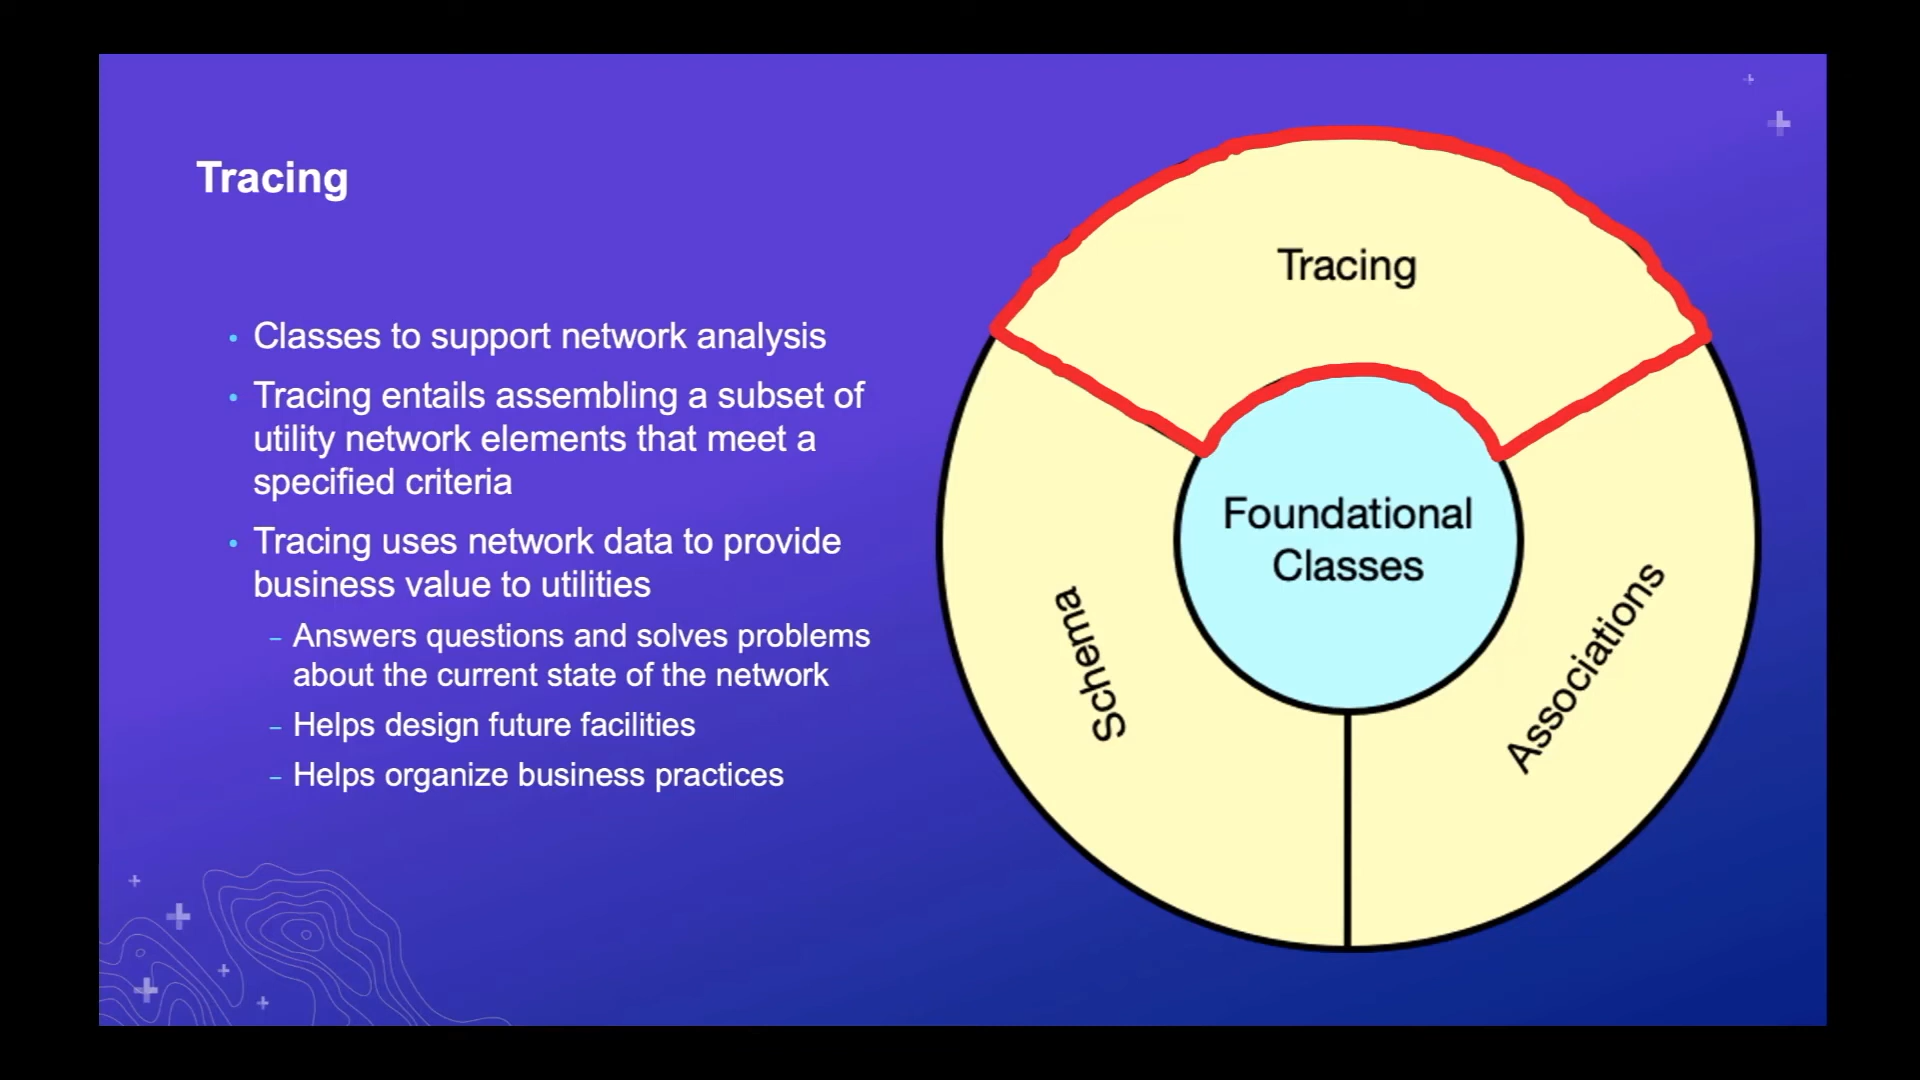 Tracing
• Classes to support network analysis
• Tracing entails assembling a subset of
utility network elements that meet a
specified criteria
• Tracing uses network data to provide
business value to utilities
– Answers questions and solves problems
about the current state of the network
– Helps design future facilities
– Helps organize business practices
Tracing
Foundational
Classes
Schema
Associations